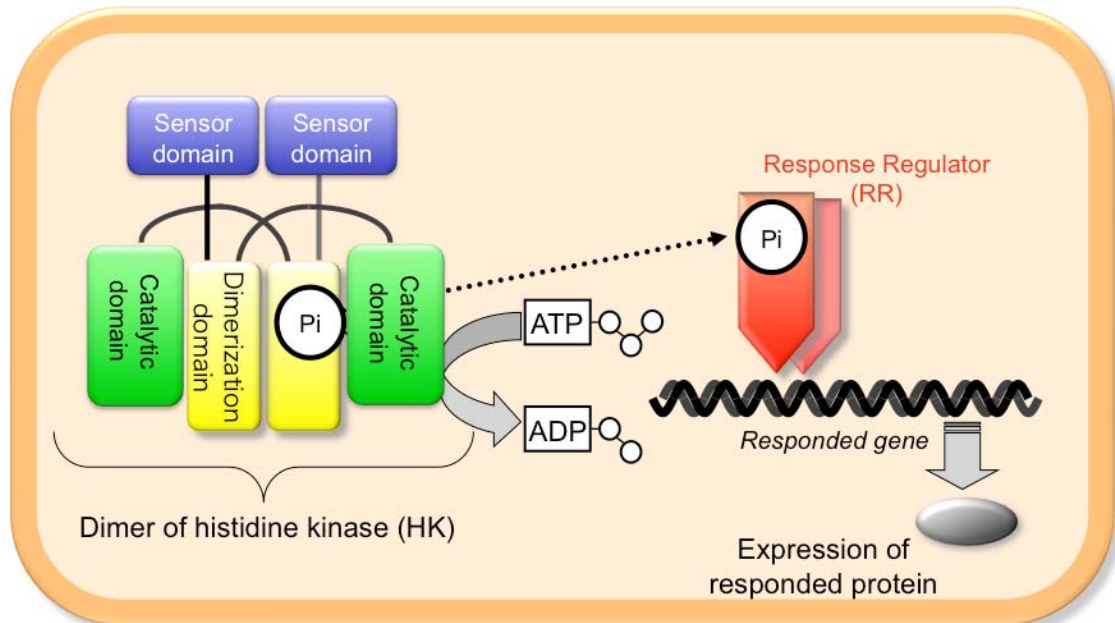 Sensor
domain
Sensor
domain
Response Regulator
(RR)
Catalytic
domain
Dimerization
domain
Pi
Catalytic
domain
Pi
ATP
ADP
Responded gene
Dimer of histidine kinase (HK)
Expression of
responded protein